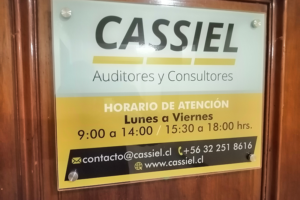 CASSIEL
Auditores y Consultores
HORARIO DE ATENCIÓN
Lunes a Viernes
9:00 a 14:00 / 15:30 a 18:00 hrs.
contacto@cassiel.cl +56 32 251 8616
www.cassiel.cl